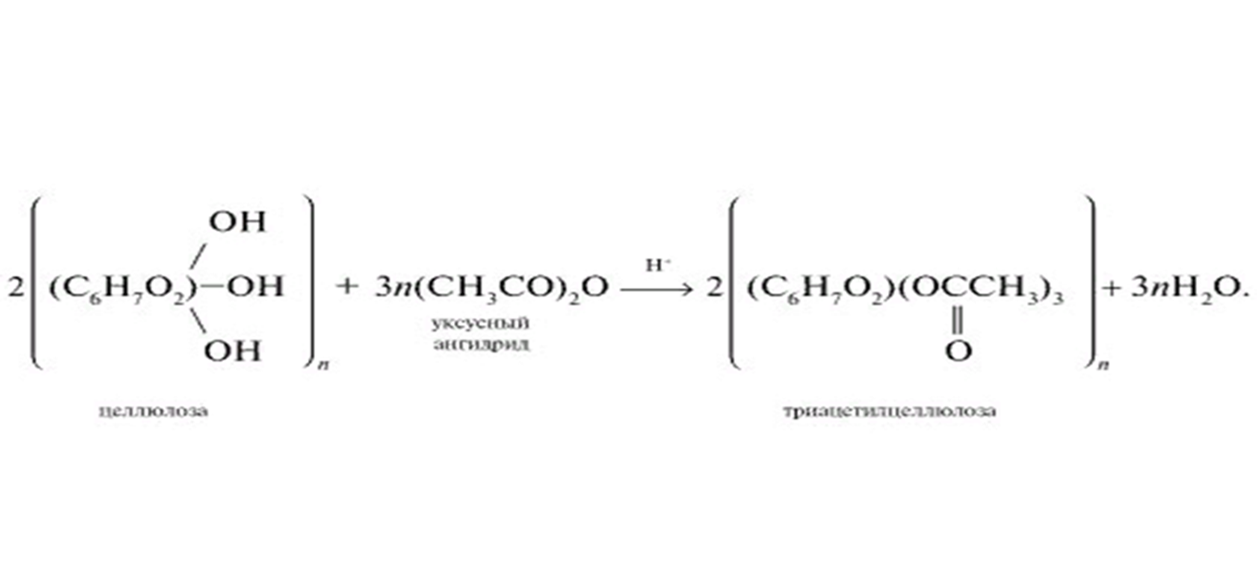 OH
2 (C₆H₇O₂)—OH + 3n(CH₃CO)₂O H⁺ → 2 (C₆H₇O₂)(OCCH₃)₃ + 3nH₂O.
уксусный
ангидрид
OH
O
n
n
целлюлоза
триацетилцеллюлоза